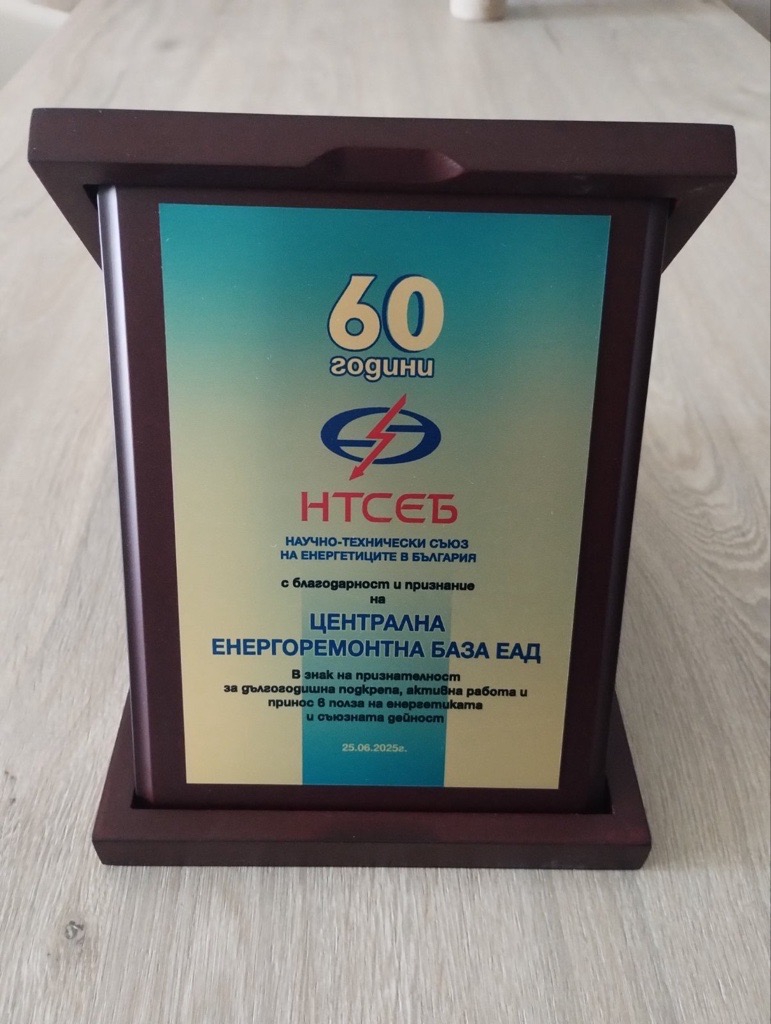 60
години
НТСЕБ
НАУЧНО-ТЕХНИЧЕСКИ СЪЮЗ
НА ЕНЕРГЕТИЦИТЕ В БЪЛГАРИЯ
с благодарност и признание
на
ЦЕНТРАЛНА
ЕНЕРГОРЕМОНТНА БАЗА ЕАД
В знак на признателност
за дългогодишна подкрепа, активна работа и
принос в полза на енергетиката
и съюзната дейност
25.06.2025г.